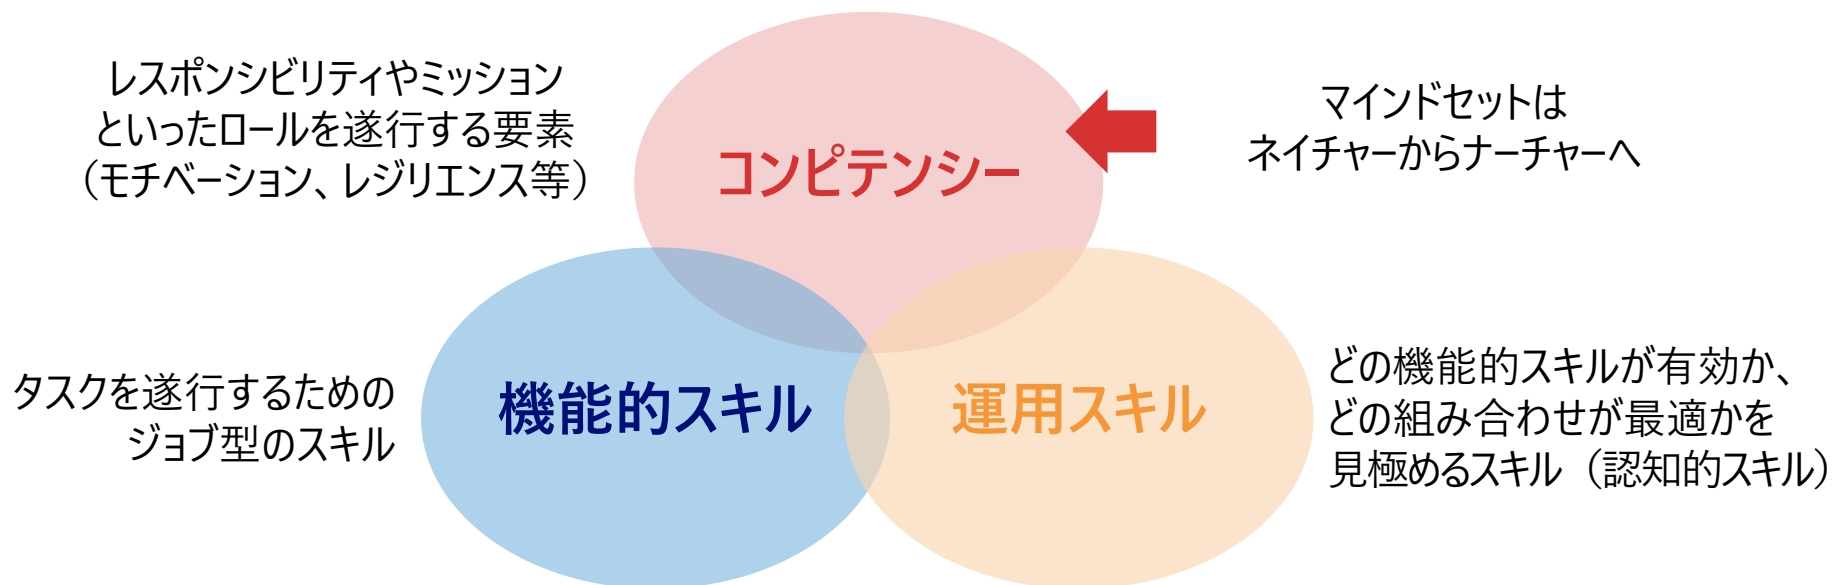 レスポンシビリティやミッション
といったロールを遂行する要素
（モチベーション、レジリエンス等）
コンピテンシー
マインドセットは
ネイチャーからナーチャーへ
タスクを遂行するための
ジョブ型のスキル
機能的スキル
運用スキル
どの機能的スキルが有効か、
どの組み合わせが最適かを
見極めるスキル（認知的スキル）